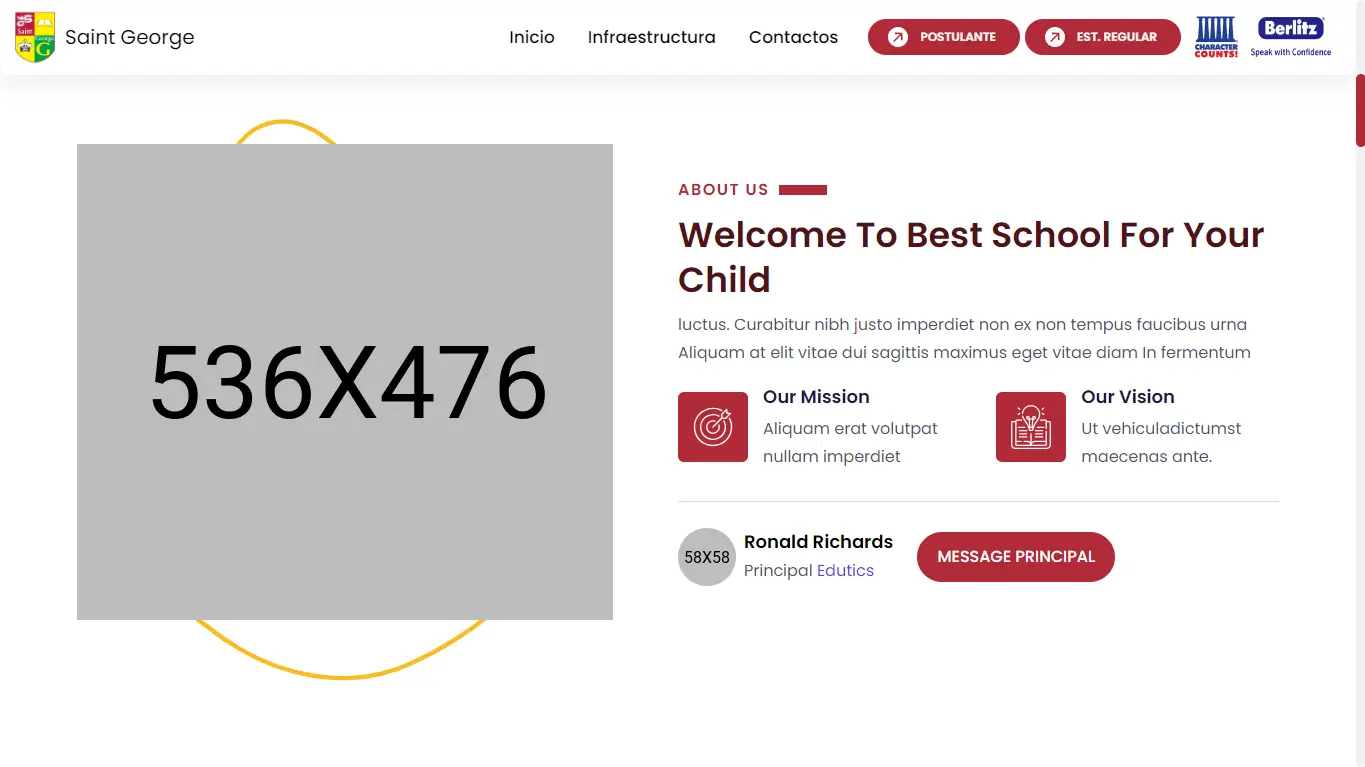 Saint
George
G
Saint George
Inicio
Infraestructura
Contactos
POSTULANTE
EST. REGULAR
CHARACTER
COUNTS!
Berlitz
Speak with Confidence
536X476
ABOUT US
Welcome To Best School For Your
Child
luctus. Curabitur nibh justo imperdiet non ex non tempus faucibus urna
Aliquam at elit vitae dui sagittis maximus eget vitae diam In fermentum
Our Mission
Aliquam erat volutpat
nullam imperdiet
Our Vision
Ut vehiculadictumst
maecenas ante.
58X58
Ronald Richards
Principal Edutics
MESSAGE PRINCIPAL